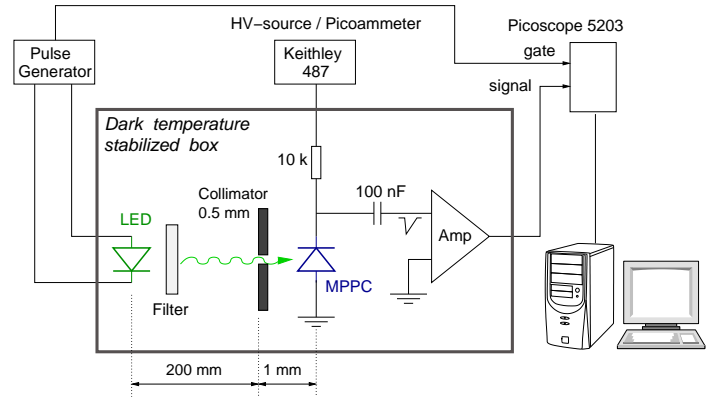 HV−source / Picoammeter
Picoscope 5203
Pulse
Generator
Keithley
487
gate
signal
Dark temperature
stabilized box
10 k
Collimator
0.5 mm
100 nF
LED
Amp
MPPC
Filter
200 mm
1 mm